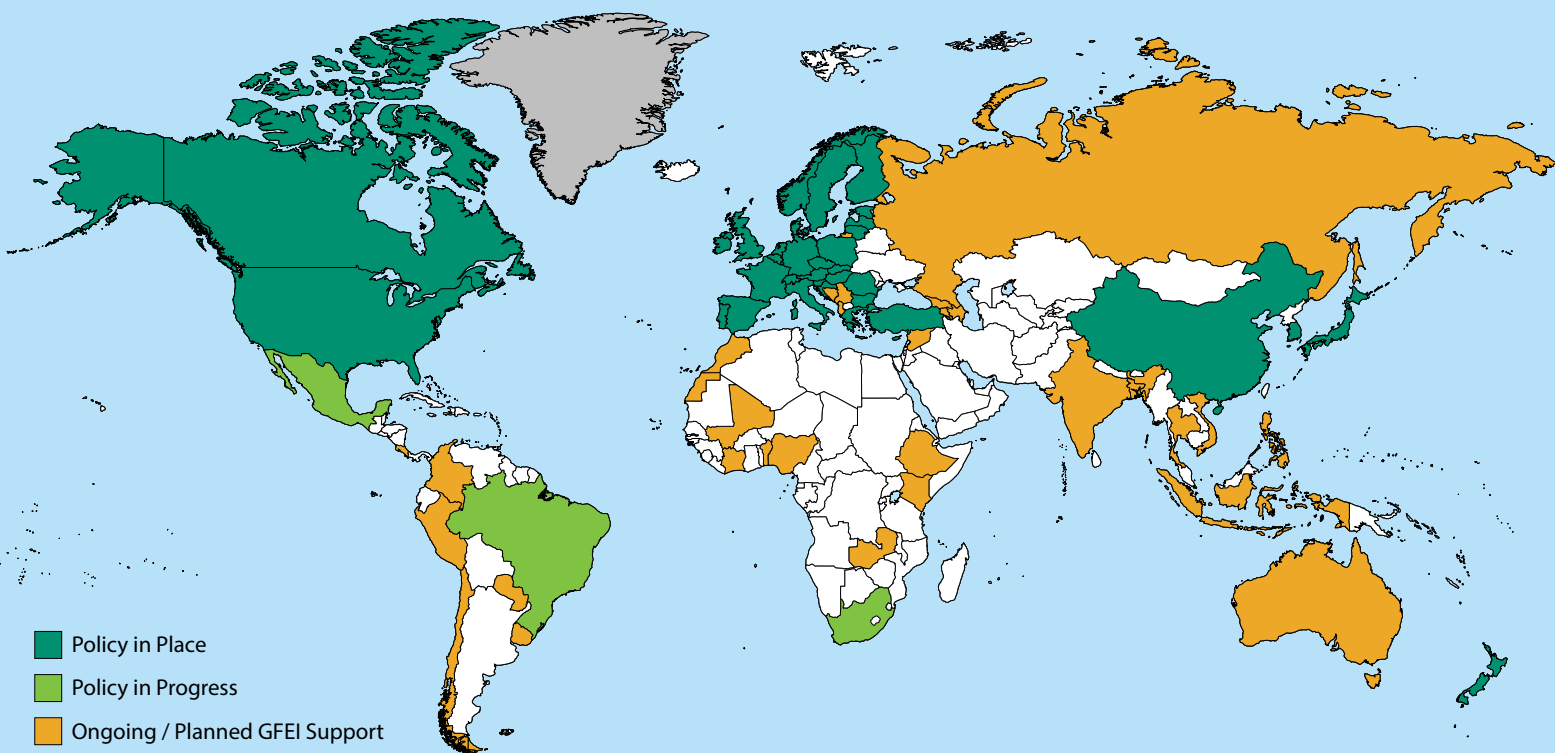 Policy in Place
Policy in Progress
Ongoing / Planned GFEI Support